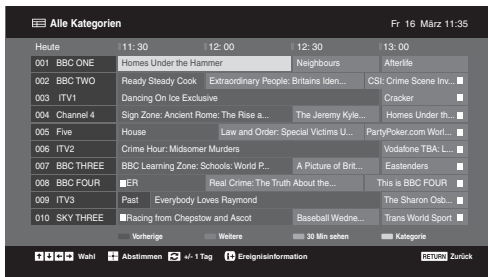 Alle Kategorien Fr 16 März 11:35
Heute 11: 30 12: 00 12: 30 13: 00
001 BBC ONE Homes Under the Hammer Neighbours Afterlife
002 BBC TWO Ready Steady Cook Extraordinary People: Britains Iden... CSI: Crime Scene Inv...
003 ITV1 Dancing On Ice Exclusive Cracker
004 Channel 4 Sign Zone: Ancient Rome: The Rise a... The Jeremy Kyle... Homes Under th...
005 Five House Law and Order: Special Victims U... PartyPoker.com Worl...
006 ITV2 Crime Hour: Midsomer Murders Vodafone TBA: L...
007 BBC THREE BBC Learning Zone: Schools: World P... A Picture of Brit... Eastenders
008 BBC FOUR ER Real Crime: The Truth About the... This is BBC FOUR
009 ITV3 Past Everybody Loves Raymond The Sharon Osb...
010 SKY THREE Racing from Chepstow and Ascot Baseball Wedne... Trans World Sport
Vorherige Weitere 30 Min sehen Kategorie
Wahl Abstimmen +/- 1 Tag Ereignisinformation RETURN Zurück